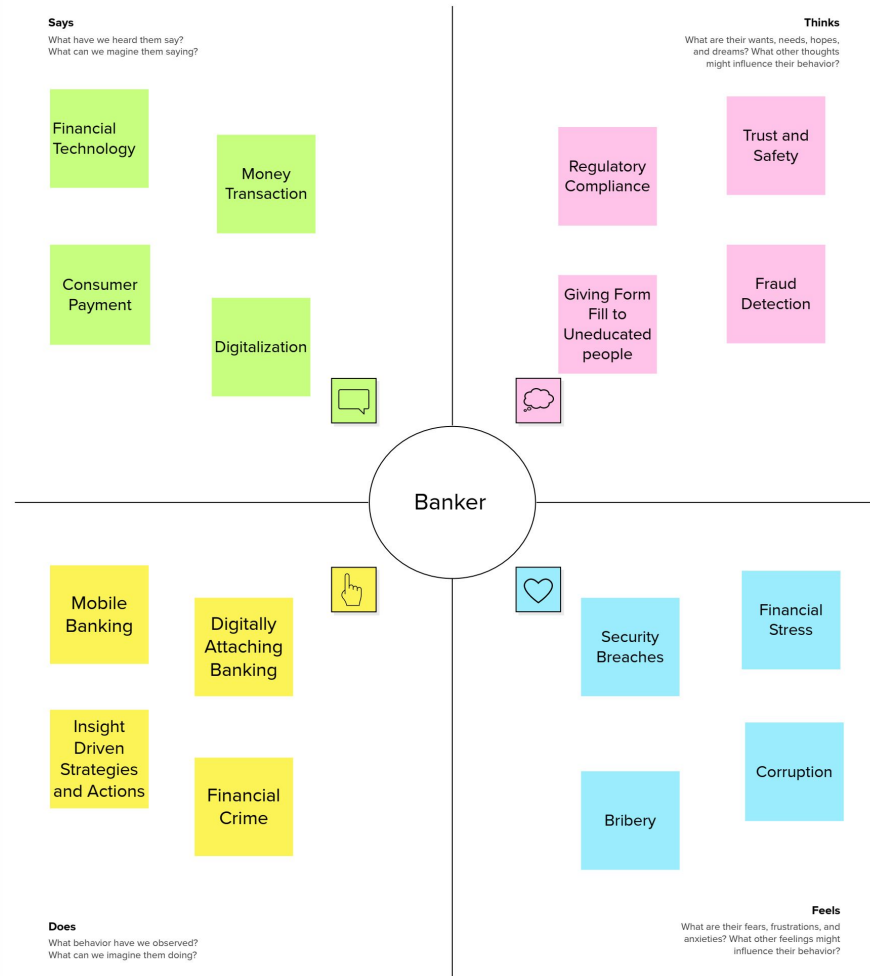 Says
What have we heard them say?
What can we magine them saying?
Financial
Technology
Money
Transaction
Consumer
Payment
Digitalization
Thinks
What are their wants, needs, hopes,
and dreams? What other thoughts
might influence their behavior?
Regulatory
Compliance
Trust and
Safety
Giving Form
Fill to
Uneducated
people
Fraud
Detection
Banker
Mobile
Banking
Digitally
Attaching
Banking
Insight
Driven
Strategies
and Actions
Financial
Crime
Does
What behavior have we observed?
What can we imagine them doing?
Security
Breaches
Financial
Stress
Bribery
Corruption
Feels
What are their fears, frustrations, and
anxieties? What other feelings might
influence their behavior?